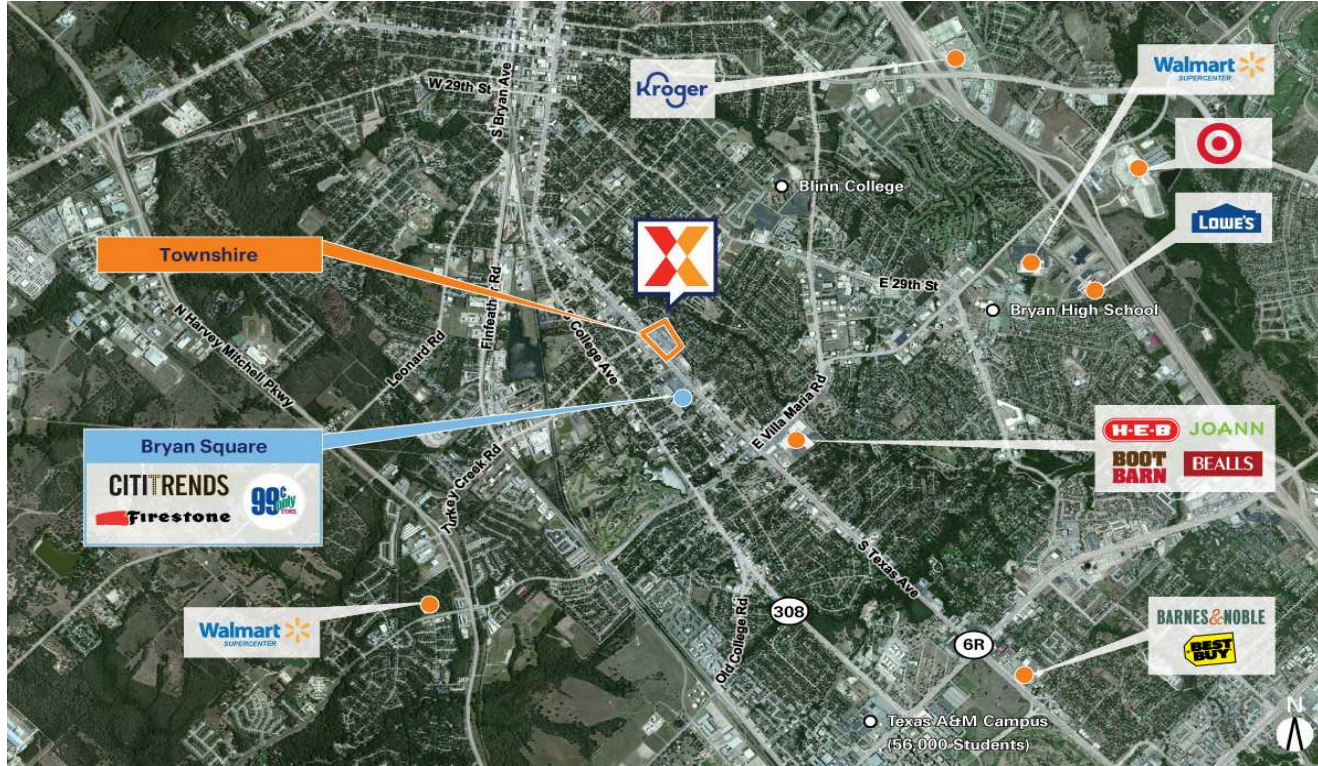 W 29th St
S Bryan Ave
Kroger
Walmart
SUPERCENTER
Blinn College
LOWE'S
Townshire
E 29th St
Bryan High School
Finfeather Rd
N Harvey Mitchell Pkwy
Leonard Rd
College Ave
E Villa Maria Rd
H-E-B
JOANN
BOOT
BARN
BEALLS
Bryan Square
CITITRENDS
Firestone
99¢
Only
STORES
Turkey Creek Rd
S Texas Ave
Walmart
SUPERCENTER
308
Old College Rd
6R
BARNES&NOBLE
BEST
BUY
Texas A&M Campus
(56,000 Students)
N